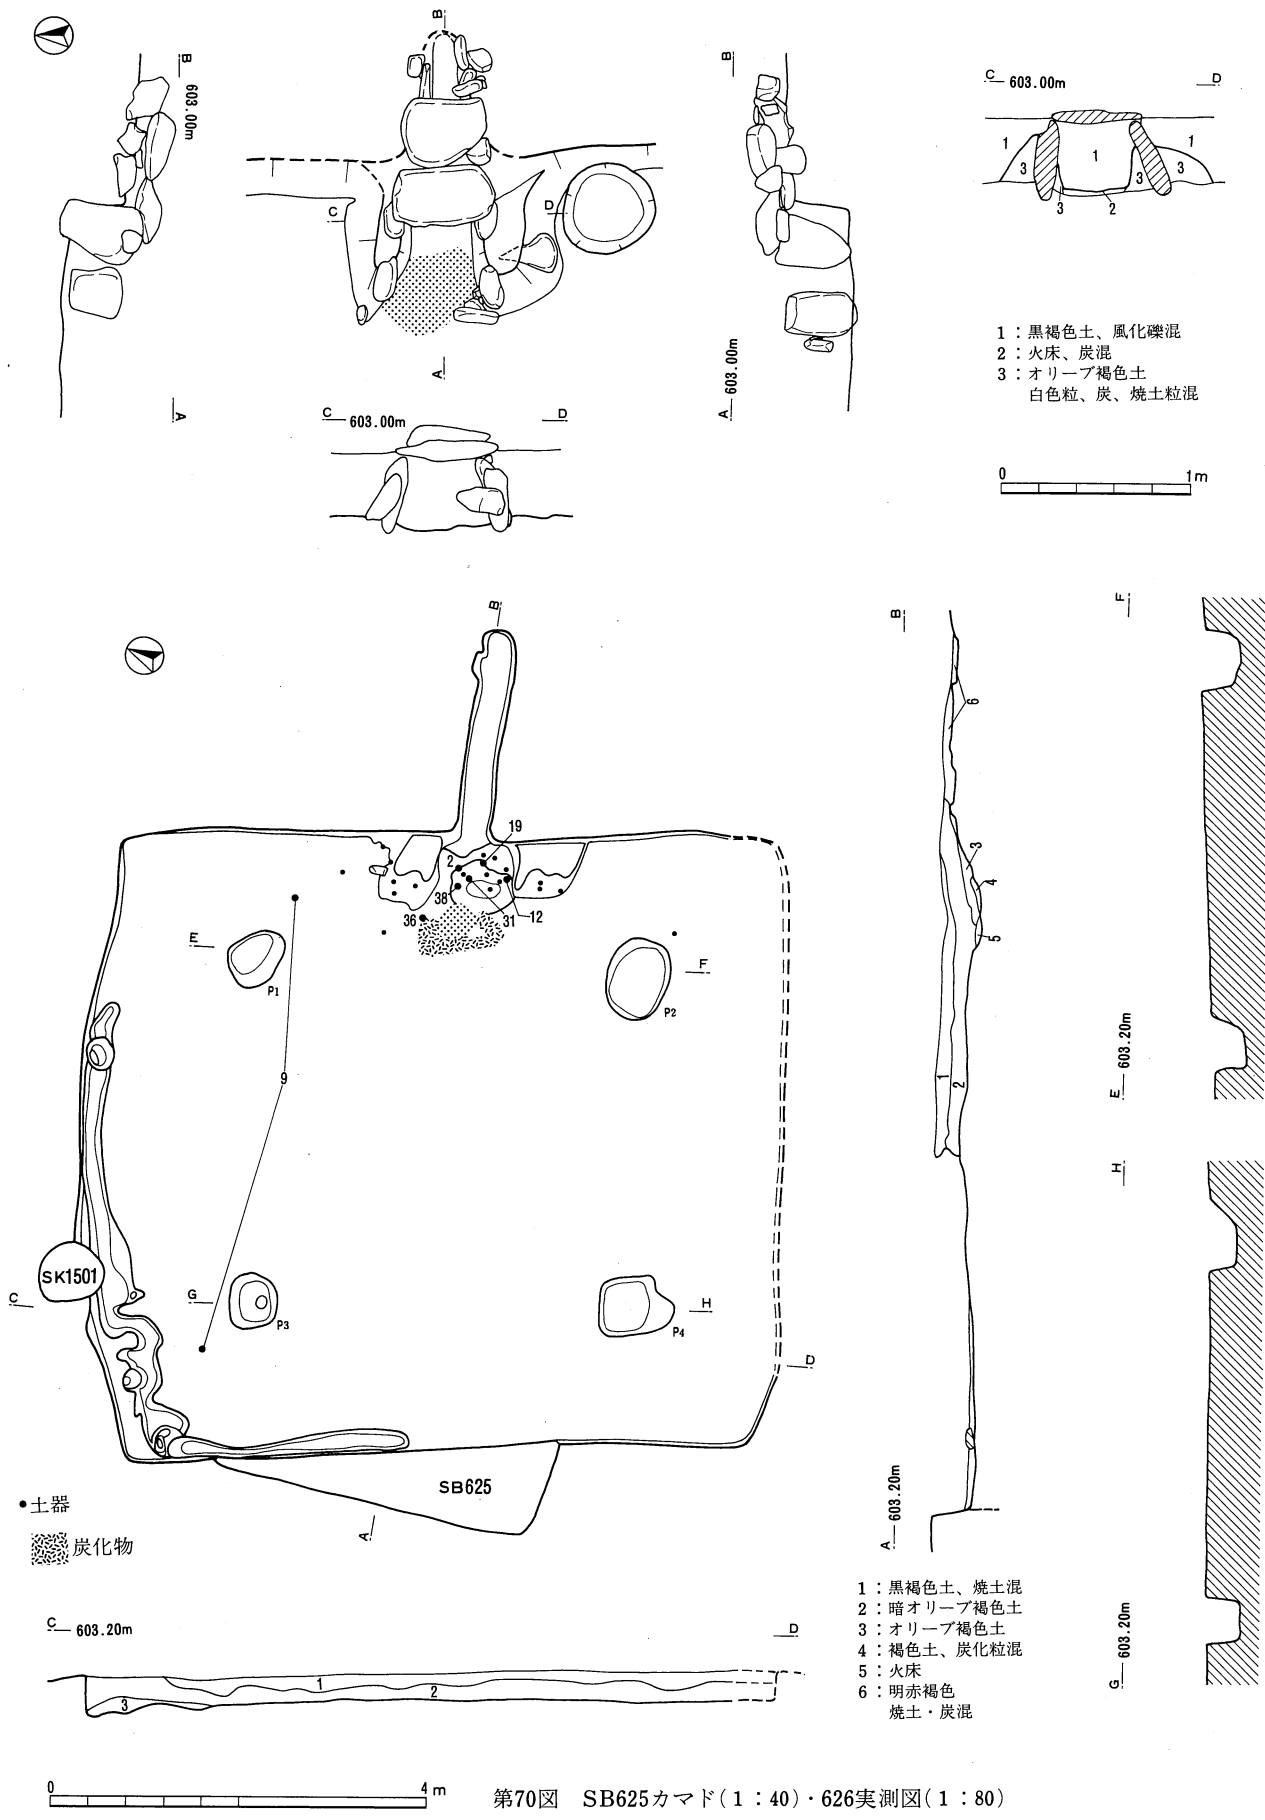 B
B
603.00m
A
C
D
A
B
A 603.00m
C 603.00m
D
1
1
1
3
3
3
3
2
1：黒褐色土、風化礫混
2：火床、炭混
3：オリーブ褐色土
白色粒、炭、焼土粒混
C 603.00m
D
0 1m
B
19
2
38
36
31
12
E
P1
F
P2
9
SK1501
C
G
P3
H
P4
D
SB625
A
•土器
炭化物
B
6
3
4
5
1
2
A 603.20m
F
E 603.20m
H
G 603.20m
1：黒褐色土、焼土混
2：暗オリーブ褐色土
3：オリーブ褐色土
4：褐色土、炭化粒混
5：火床
6：明赤褐色
焼土・炭混
C 603.20m
D
1
2
3
0 4m
第70図 SB625カマド(1：40)・626実測図(1：80)